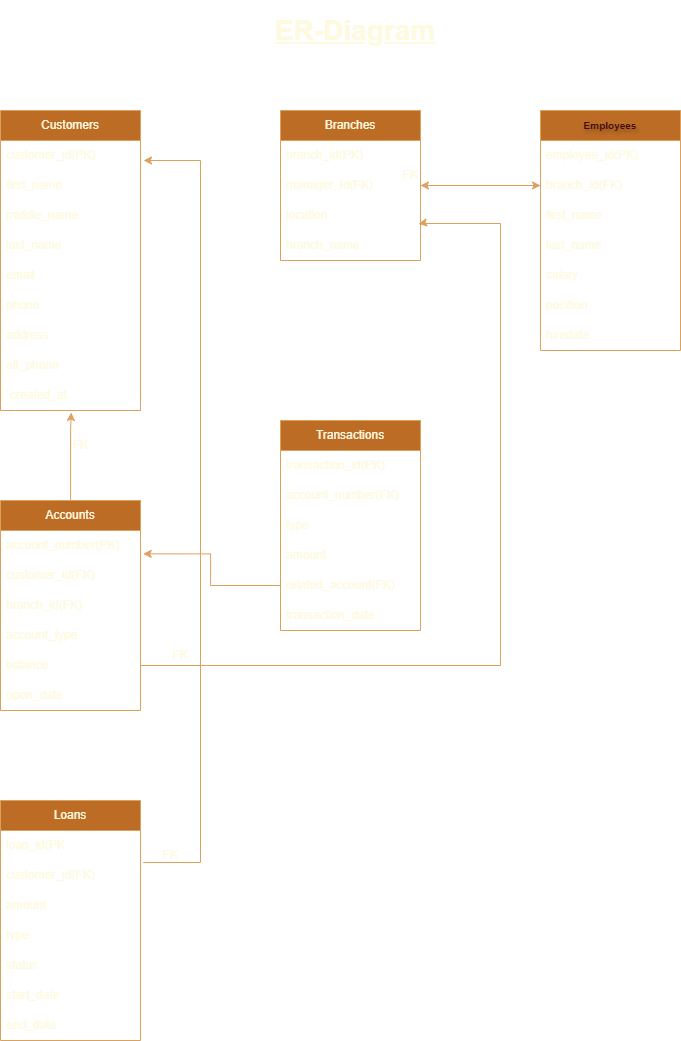 ER-Diagram
Customers
customer_id(PK)
first_name
middle_name
last_name
email
phone
address
alt_phone
created_at
Branches
branch_id(PK)
manager_id(FK)
location
branch_name
FK
Employees
employee_id(PK)
branch_id(FK)
first_name
last_name
salary
position
hiredate
FK
Transactions
transaction_id(PK)
account_number(FK)
type
amount
related_account(FK)
transaction_date
Accounts
account_number(PK)
customer_id(FK)
branch_id(FK)
account_type
balance
open_date
FK
Loans
loan_id(PK
customer_id(FK)
amount
type
status
start_date
end_date
FK